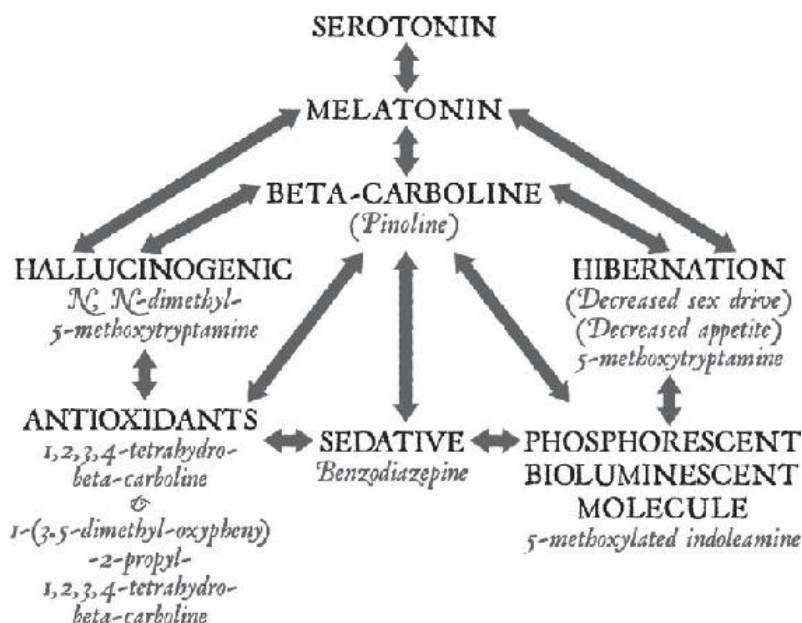 SEROTONIN
MELATONIN
BETA-CARBOLINE
(Pinoline)
HALLUCINOGENIC
N, N-dimethyl-
5-methoxytryptamine
HIBERNATION
(Decreased sex drive)
(Decreased appetite)
5-methoxytryptamine
ANTIOXIDANTS
1,2,3,4-tetrahydro-
beta-carboline
&
1-(3.5-dimethyl-oxypheny)
-2-propyl-
1,2,3,4-tetrahydro-
beta-carboline
SEDATIVE
Benzodiazepine
PHOSPHORESCENT
BIOLUMINESCENT
MOLECULE
5-methoxylated indoleamine